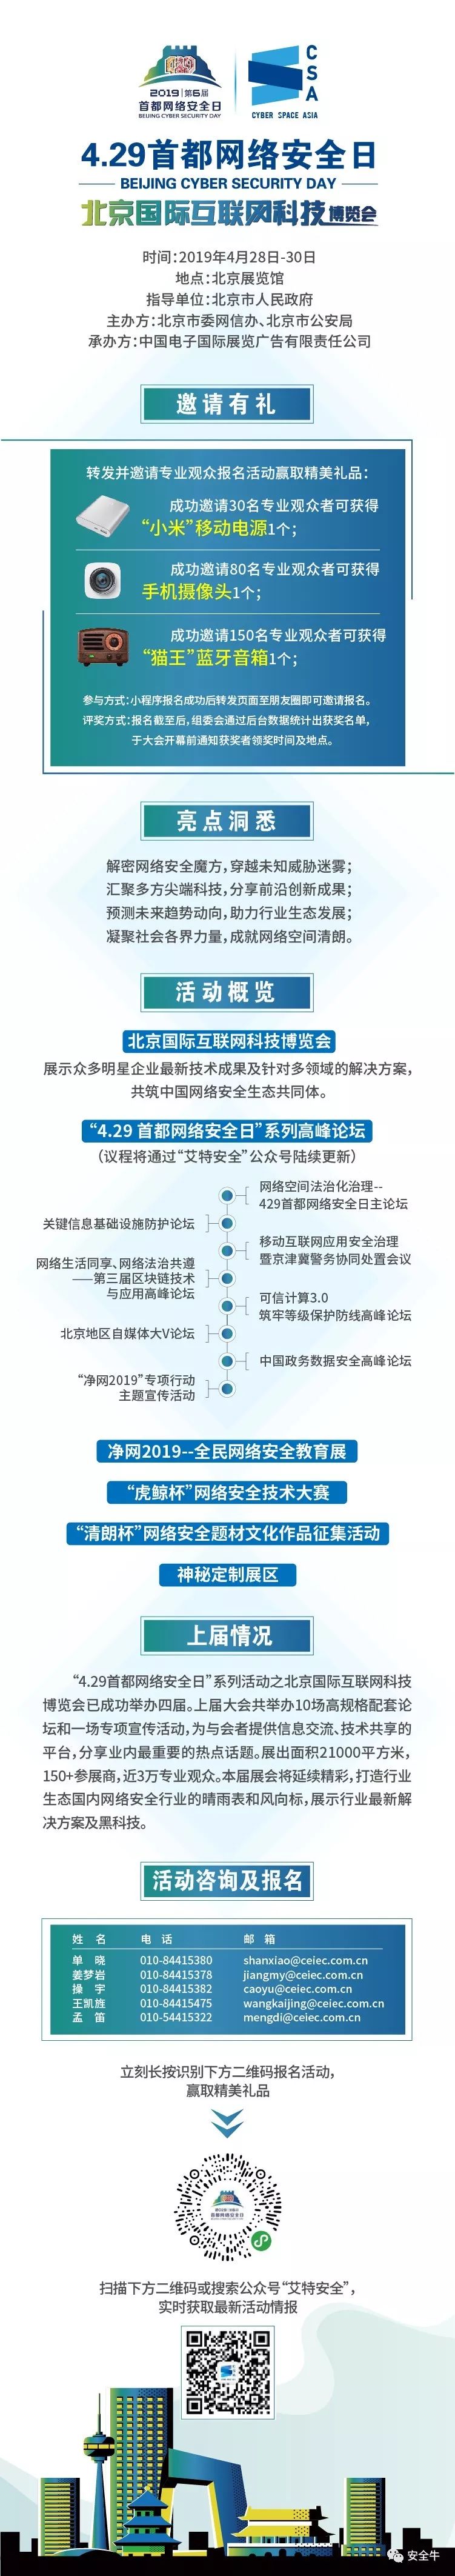 2019|第6届
首都网络安全日
BEIJING CYBER SECURITY DAY
CSA
CYBER SPACE ASIA
4.29首都网络安全日
BEIJING CYBER SECURITY DAY
北京国际互联网科技博览会
时间:2019年4月28日-30日
地点:北京展览馆
指导单位:北京市人民政府
主办方:北京市委网信办、北京市公安局
承办方:中国电子国际展览广告有限责任公司
邀请有礼
转发并邀请专业观众报名活动赢取精美礼品:
成功邀请30名专业观众者可获得
“小米”移动电源1个;
成功邀请80名专业观众者可获得
手机摄像头1个;
成功邀请150名专业观众者可获得
“猫王”蓝牙音箱1个;
参与方式:小程序报名成功后转发页面至朋友圈即可邀请报名。
评奖方式:报名截至后,组委会通过后台数据统计出获奖名单,
于大会开幕前通知获奖者领奖时间及地点。
亮点洞悉
解密网络安全魔方,穿越未知威胁迷雾;
汇聚多方尖端科技,分享前沿创新成果;
预测未来趋势动向,助力行业生态发展;
凝聚社会各界力量,成就网络空间清朗。
活动概览
北京国际互联网科技博览会
展示众多明星企业最新技术成果及针对多领域的解决方案,
共筑中国网络安全生态共同体。
“4.29 首都网络安全日”系列高峰论坛
(议程将通过“艾特安全”公众号陆续更新)
网络空间法治化治理--
429首都网络安全日主论坛
关键信息基础设施防护论坛
移动互联网应用安全治理
暨京津冀警务协同处置会议
网络生活同享、网络法治共遵
——第三届区块链技术
与应用高峰论坛
可信计算3.0
筑牢等级保护防线高峰论坛
北京地区自媒体大V论坛
中国政务数据安全高峰论坛
“净网2019”专项行动
主题宣传活动
净网2019--全民网络安全教育展
“虎鲸杯”网络安全技术大赛
“清朗杯”网络安全题材文化作品征集活动
神秘定制展区
上届情况
“4.29首都网络安全日”系列活动之北京国际互联网科技
博览会已成功举办四届。上届大会共举办10场高规格配套论
坛和一场专项宣传活动,为与会者提供信息交流、技术共享的
平台,分享业内最重要的热点话题。展出面积21000平方米,
150+参展商,近3万专业观众。本届展会将延续精彩,打造行业
生态国内网络安全行业的晴雨表和风向标,展示行业最新解
决方案及黑科技。
活动咨询及报名
姓 名 电 话 邮 箱
单 晓 010-84415380 shanxiao@ceiec.com.cn
姜梦岩 010-84415378 jiangmy@ceiec.com.cn
操 宇 010-84415382 caoyu@ceiec.com.cn
王凯旌 010-84415475 wangkaijing@ceiec.com.cn
孟 笛 010-54415322 mengdi@ceiec.com.cn
立刻长按识别下方二维码报名活动,
赢取精美礼品
首都网络安全日
扫描下方二维码或搜索公众号“艾特安全”,
实时获取最新活动情报
安全牛